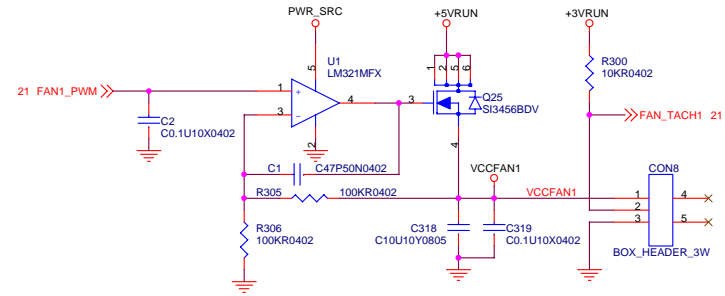 PWR_SRC
+5VRUN
+3VRUN
U1
LM321MFX
5
1 2 5 6
R300
10KR0402
21 FAN1_PWM
1
+
4
3
Q25
SI3456BDV
FAN_TACH1 21
C2
C0.1U10X0402
3
−
2
4
C1
C47P50N0402
VCCFAN1
CON8
R305
100KR0402
VCCFAN1
1
4
2
3
5
R306
100KR0402
C318
C10U10Y0805
C319
C0.1U10X0402
BOX_HEADER_3W